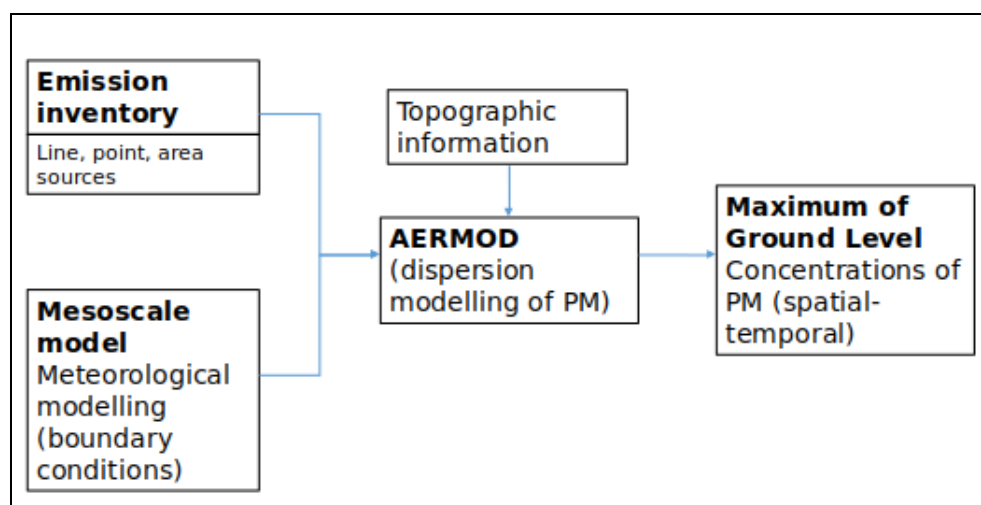 Emission
inventory
Line, point, area
sources
Topographic
information
Mesoscale
model
Meteorological
modelling
(boundary
conditions)
AERMOD
(dispersion
modelling of PM)
Maximum of
Ground Level
Concentrations of
PM (spatial-
temporal)